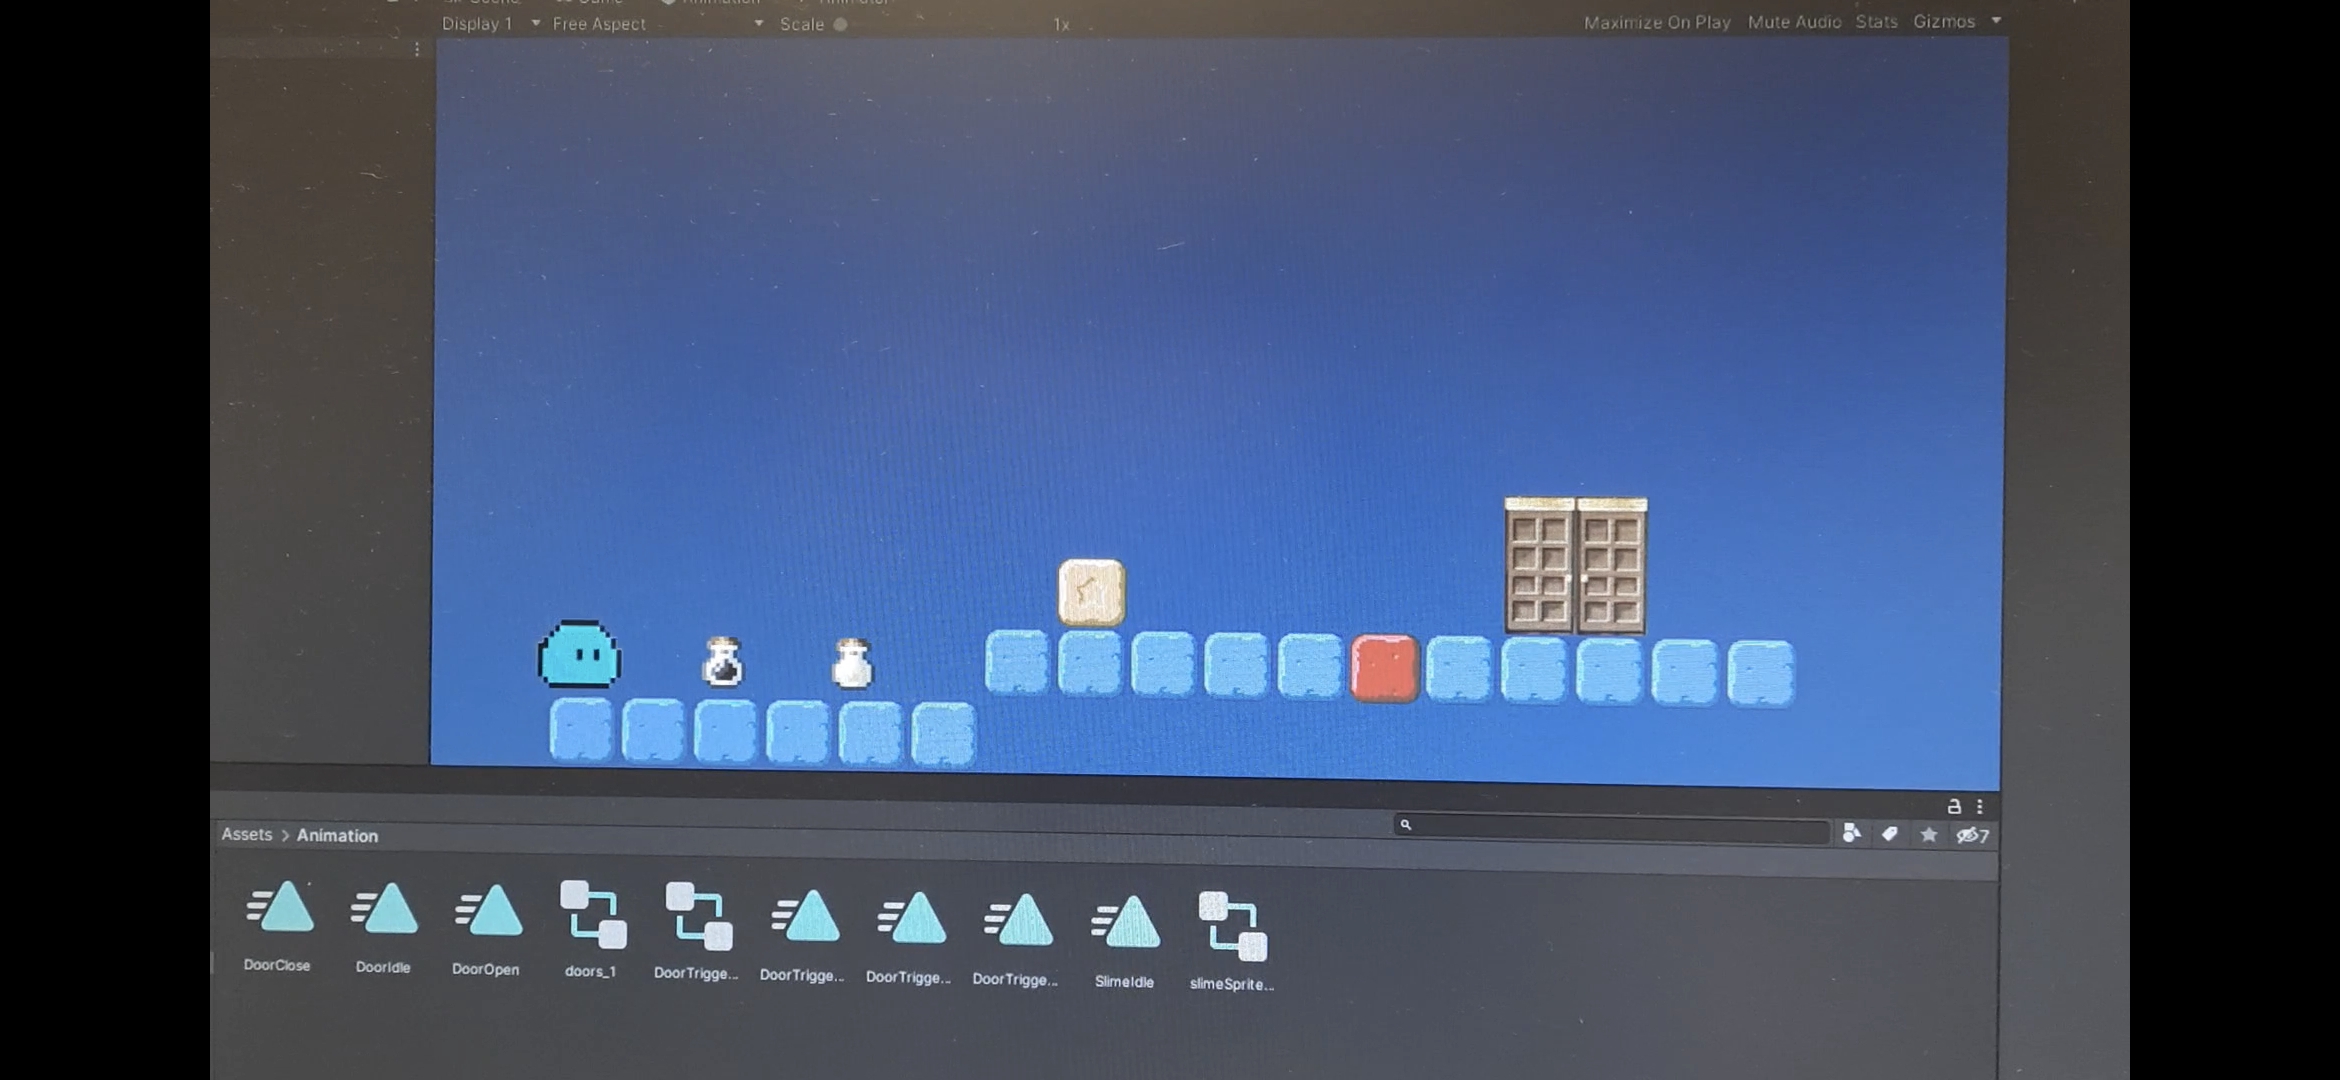 Display 1 Free Aspect Scale 1x Maximize On Play Mute Audio Stats Gizmos
7
Assets > Animation
DoorClose DoorIdle DoorOpen doors_1 DoorTrigge... DoorTrigge... DoorTrigge... DoorTrigge... SlimeIdle slimeSprite...